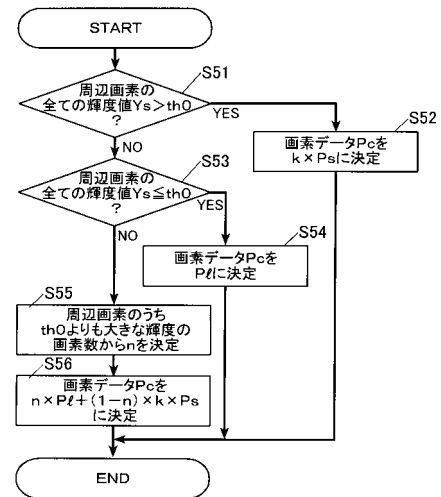 START
S51
周辺画素の
全ての輝度値Ys>th0
?
YES
NO
S52
画素データPcを
k×Psに決定
S53
周辺画素の
全ての輝度値Ys≦th0
?
YES
NO
S54
画素データPcを
Pℓに決定
S55
周辺画素のうち
th0よりも大きな輝度の
画素数からnを決定
S56
画素データPcを
n×Pℓ+(1-n)×k×Ps
に決定
END